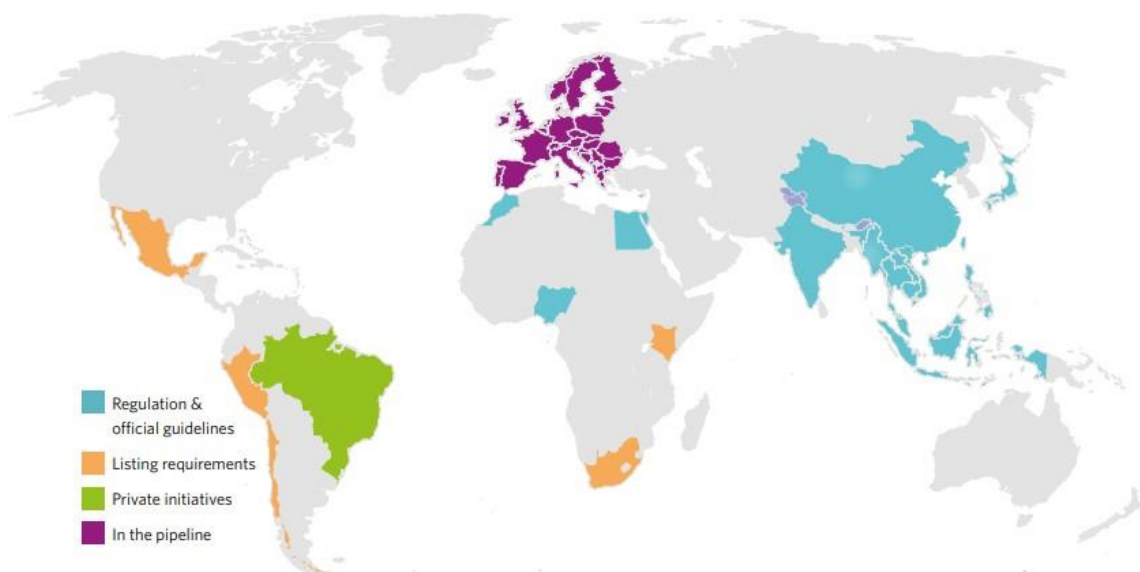 Regulation &
official guidelines
Listing requirements
Private initiatives
In the pipeline